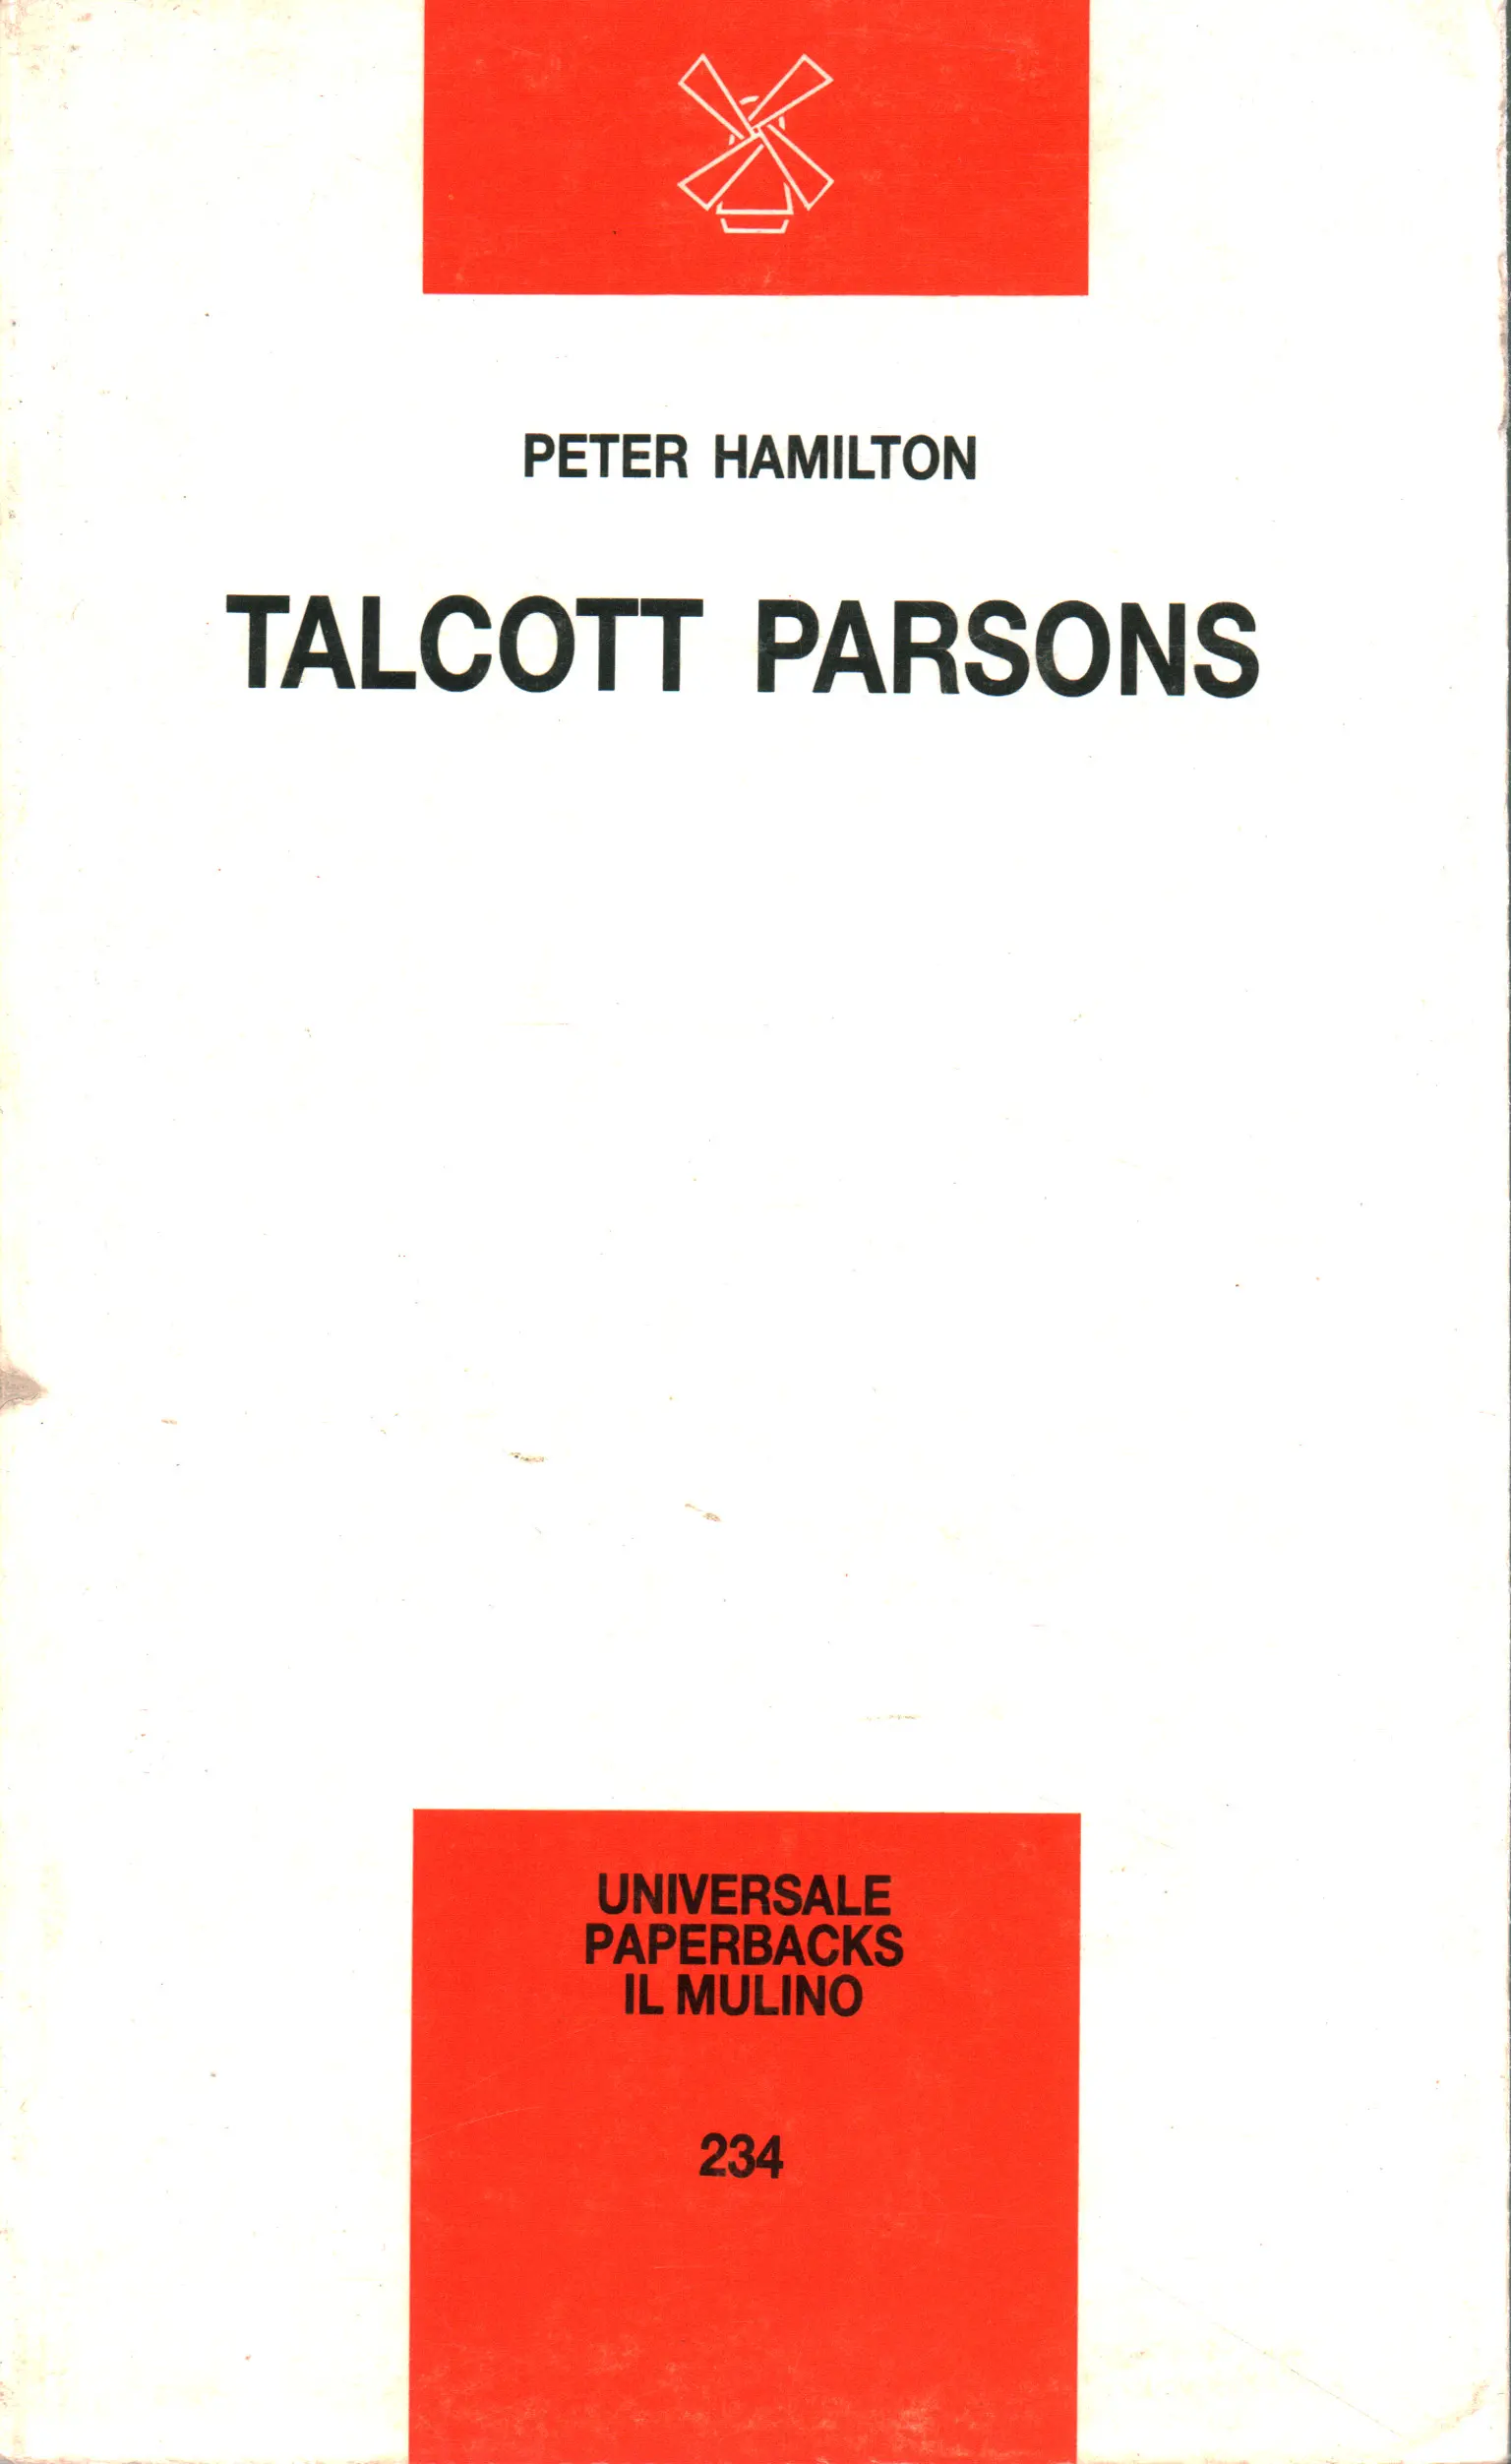 PETER HAMILTON
TALCOTT PARSONS
UNIVERSALE
PAPERBACKS
IL MULINO
234